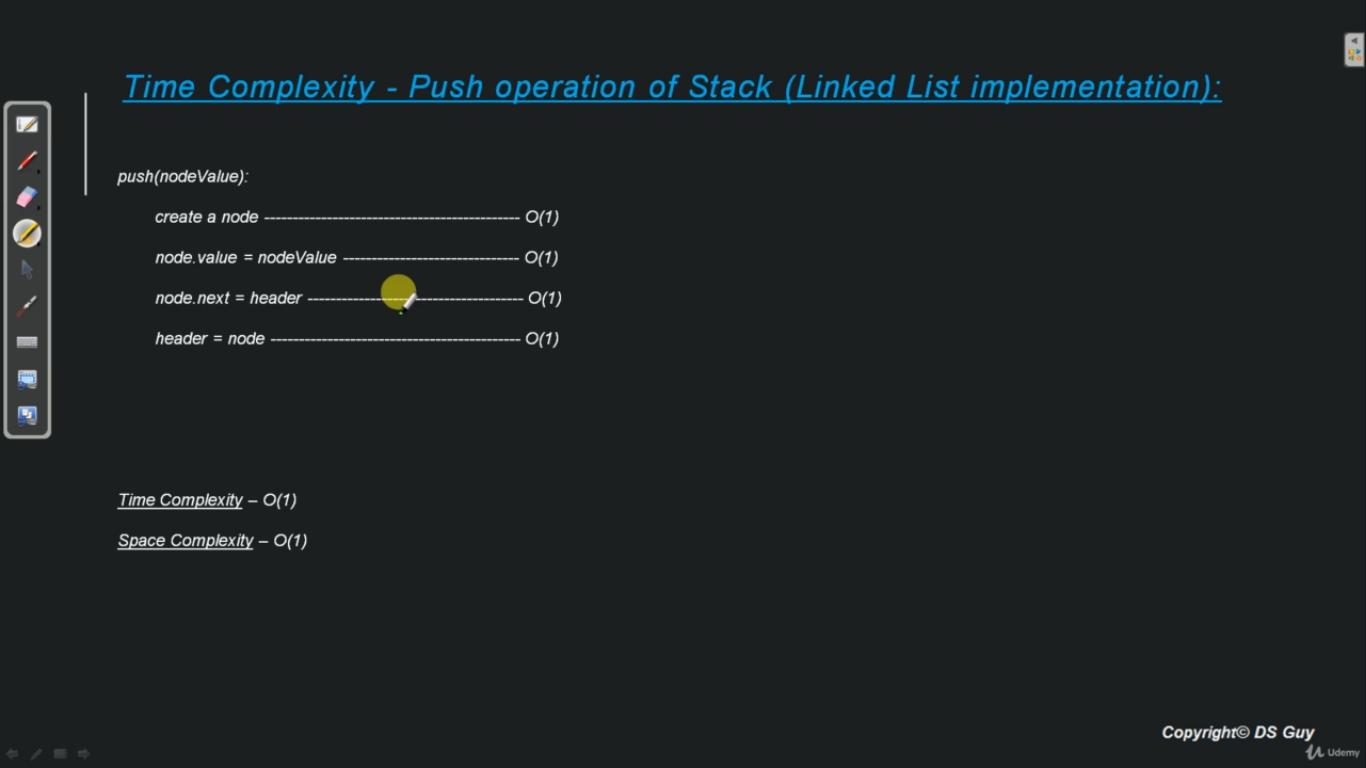 Time Complexity - Push operation of Stack (Linked List implementation):
push(nodeValue):
create a node --------------------------------------------- O(1)
node.value = nodeValue ------------------------------- O(1)
node.next = header -------------------------------------- O(1)
header = node -------------------------------------------- O(1)
Time Complexity – O(1)
Space Complexity – O(1)
Copyright© DS Guy
Udemy